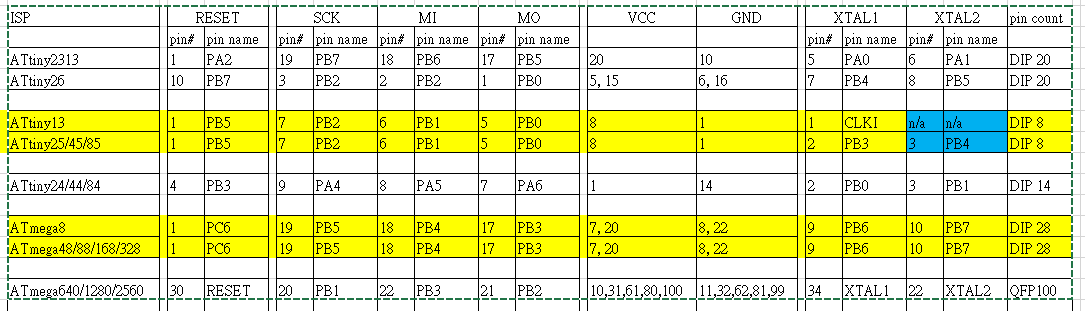 ISP RESET SCK MI MO VCC GND XTAL1 XTAL2 pin count
pin# pin name pin# pin name pin# pin name pin# pin name pin# pin name pin# pin name
ATtiny2313 1 PA2 19 PB7 18 PB6 17 PB5 20 10 5 PA0 6 PA1 DIP 20
ATtiny26 10 PB7 3 PB2 2 PB2 1 PB0 5, 15 6, 16 7 PB4 8 PB5 DIP 20
ATtiny13 1 PB5 7 PB2 6 PB1 5 PB0 8 1 1 CLKI n/a n/a DIP 8
ATtiny25/45/85 1 PB5 7 PB2 6 PB1 5 PB0 8 1 2 PB3 3 PB4 DIP 8
ATtiny24/44/84 4 PB3 9 PA4 8 PA5 7 PA6 1 14 2 PB0 3 PB1 DIP 14
ATmega8 1 PC6 19 PB5 18 PB4 17 PB3 7, 20 8, 22 9 PB6 10 PB7 DIP 28
ATmega48/88/168/328 1 PC6 19 PB5 18 PB4 17 PB3 7, 20 8, 22 9 PB6 10 PB7 DIP 28
ATmega640/1280/2560 30 RESET 20 PB1 22 PB3 21 PB2 10,31,61,80,100 11,32,62,81,99 34 XTAL1 22 XTAL2 QFP100